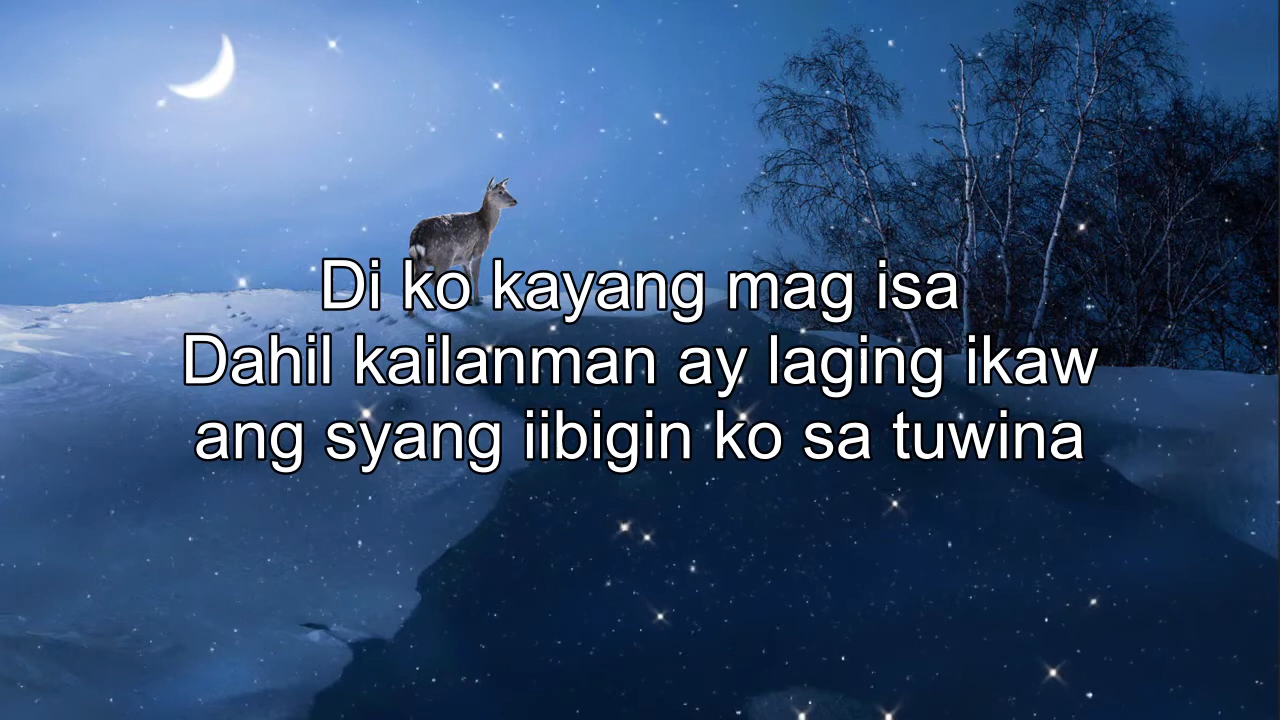 Di ko kayang mag isa
Dahil kailanman ay laging ikaw
ang syang iibigin ko sa tuwina